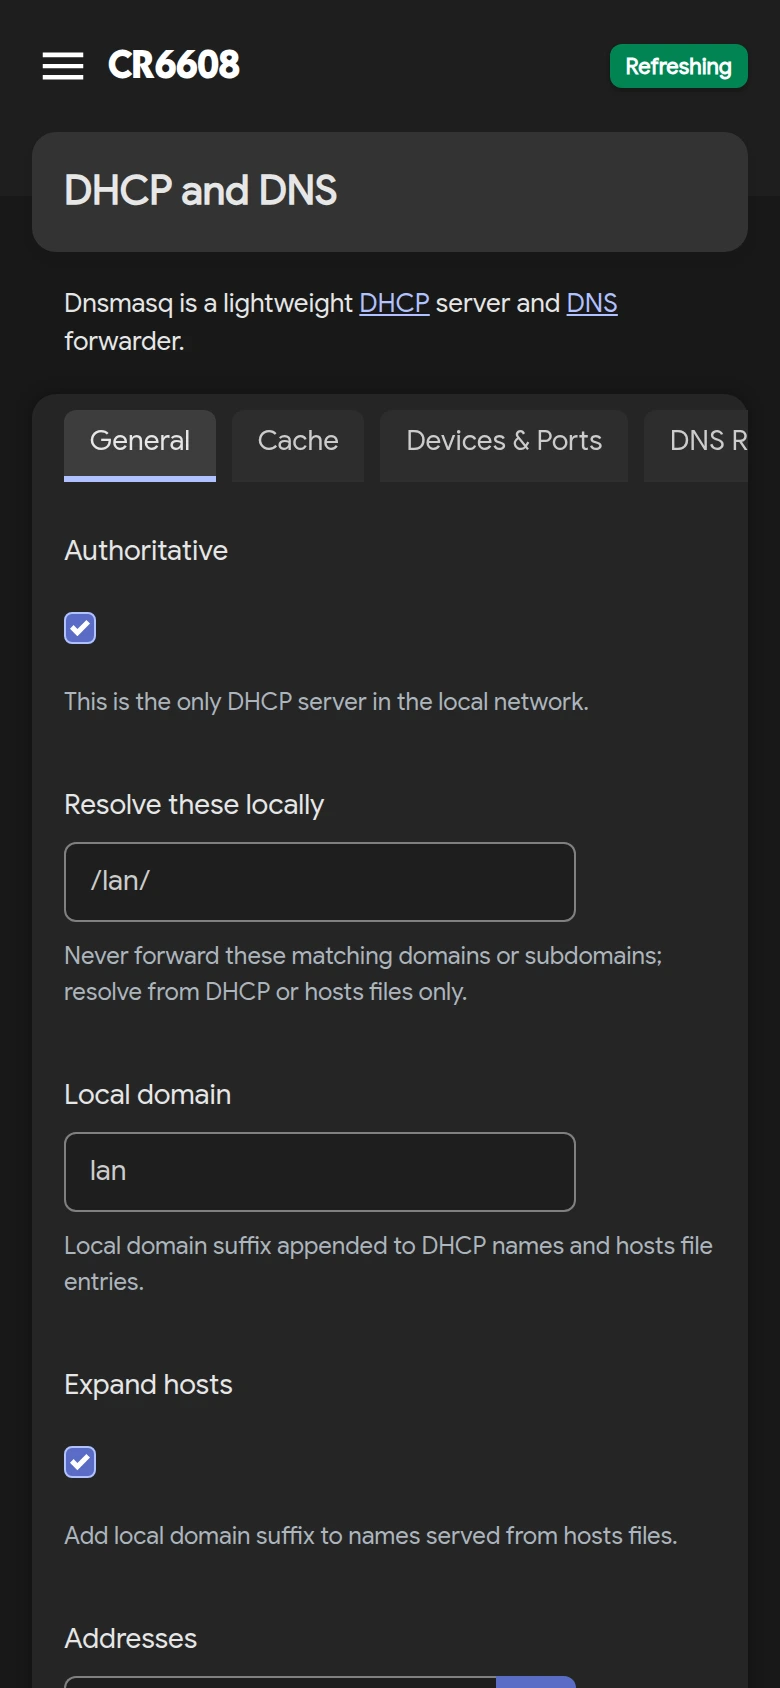 CR6608
Refreshing
DHCP and DNS
Dnsmasq is a lightweight DHCP server and DNS
forwarder.
General
Cache
Devices & Ports
DNS R
Authoritative
This is the only DHCP server in the local network.
Resolve these locally
/lan/
Never forward these matching domains or subdomains;
resolve from DHCP or hosts files only.
Local domain
lan
Local domain suffix appended to DHCP names and hosts file
entries.
Expand hosts
Add local domain suffix to names served from hosts files.
Addresses